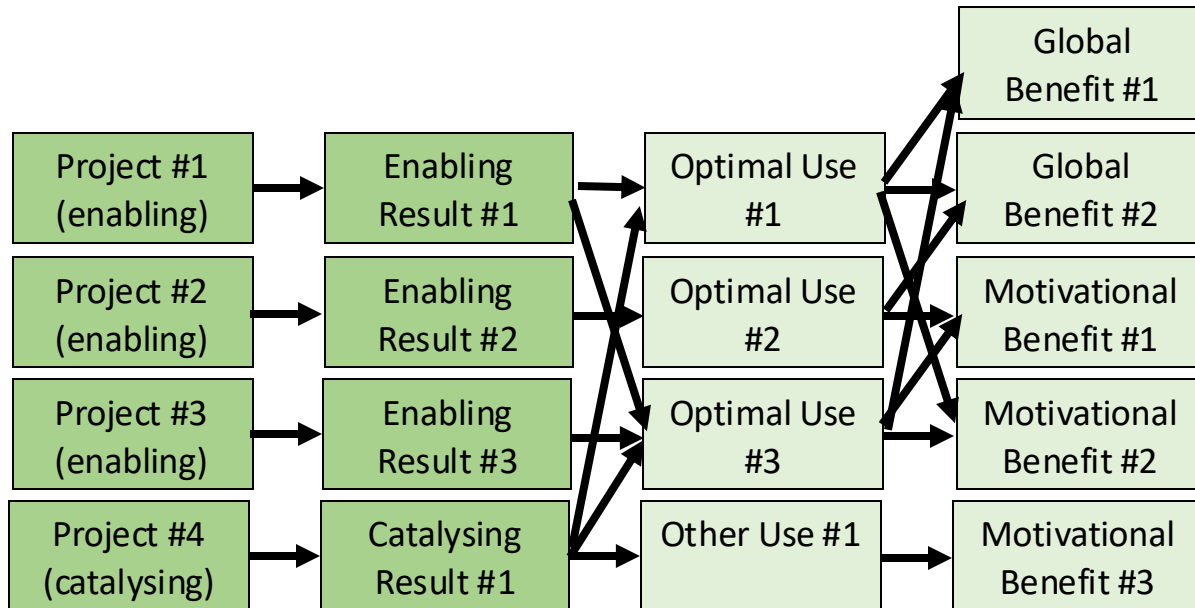 Global
Benefit #1
Project #1
(enabling)
Enabling
Result #1
Optimal Use
#1
Global
Benefit #2
Project #2
(enabling)
Enabling
Result #2
Optimal Use
#2
Motivational
Benefit #1
Project #3
(enabling)
Enabling
Result #3
Optimal Use
#3
Motivational
Benefit #2
Project #4
(catalysing)
Catalysing
Result #1
Other Use #1
Motivational
Benefit #3